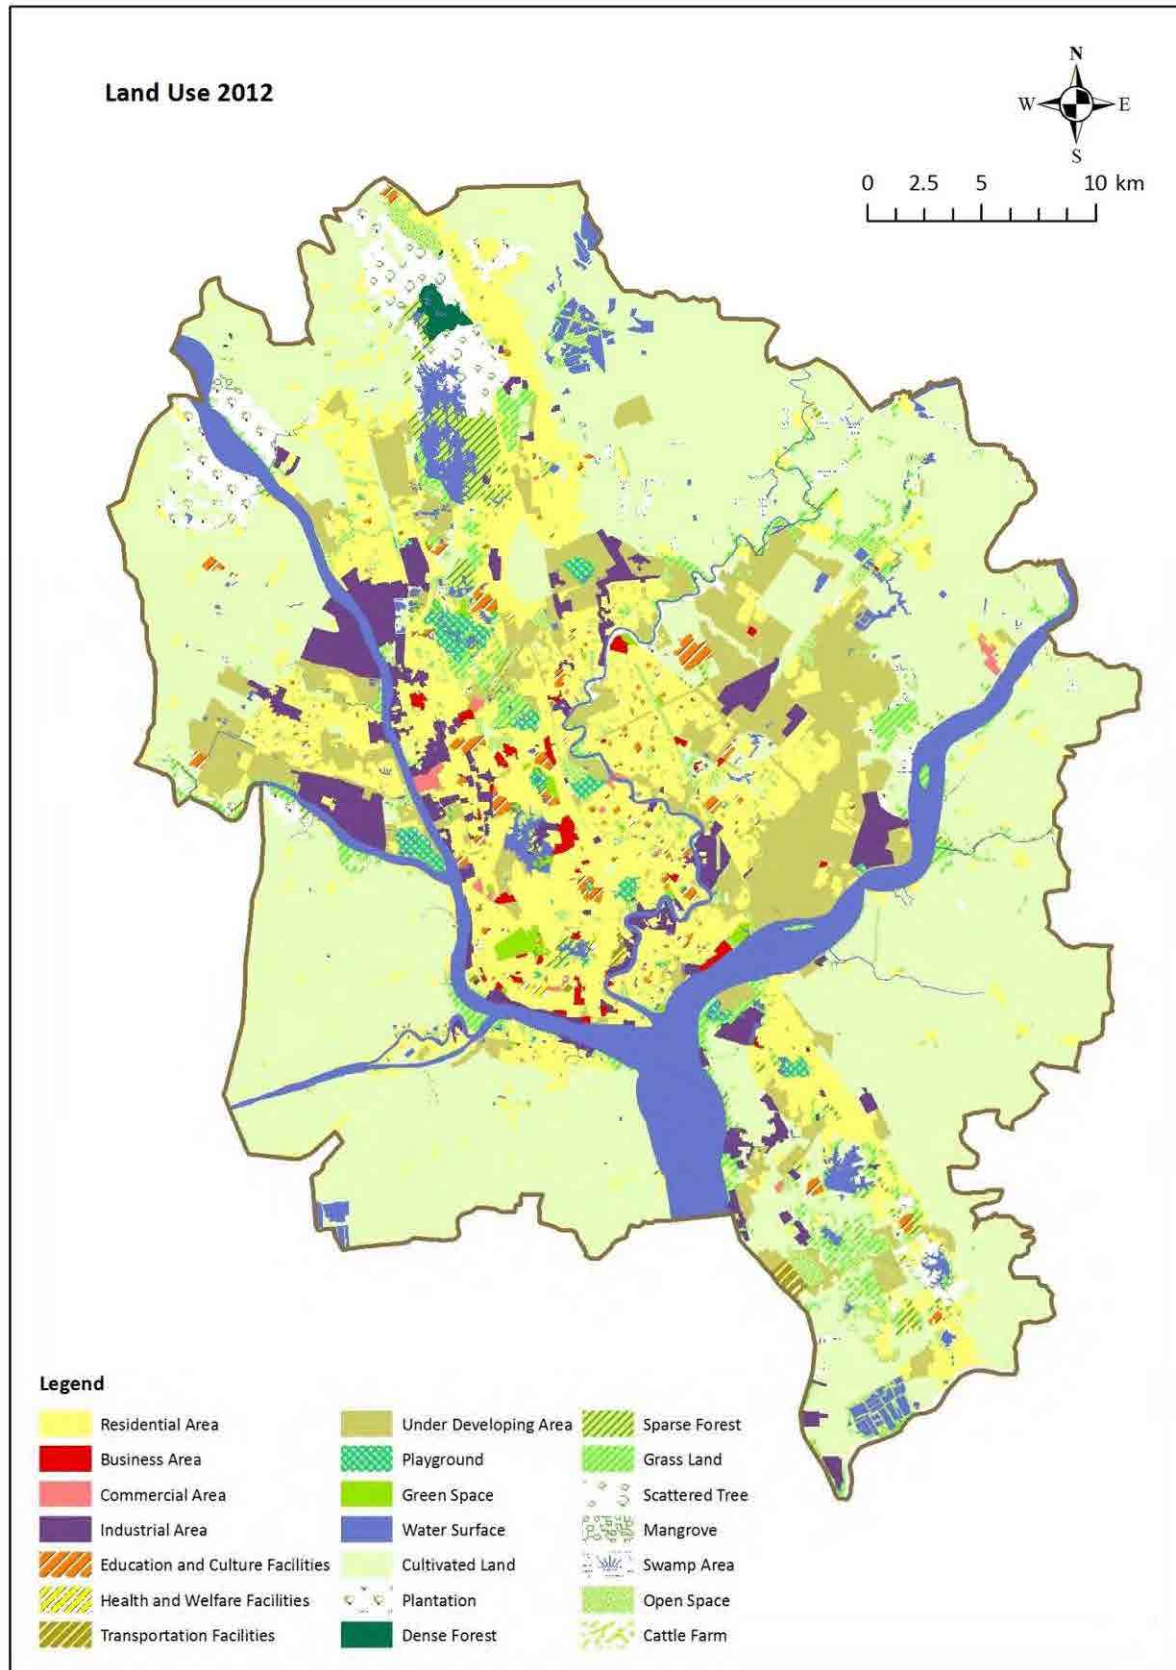 Land Use 2012
N
W E
S
0 2.5 5 10 km
Legend
Residential Area
Business Area
Commercial Area
Industrial Area
Education and Culture Facilities
Health and Welfare Facilities
Transportation Facilities
Under Developing Area
Playground
Green Space
Water Surface
Cultivated Land
Plantation
Dense Forest
Sparse Forest
Grass Land
Scattered Tree
Mangrove
Swamp Area
Open Space
Cattle Farm